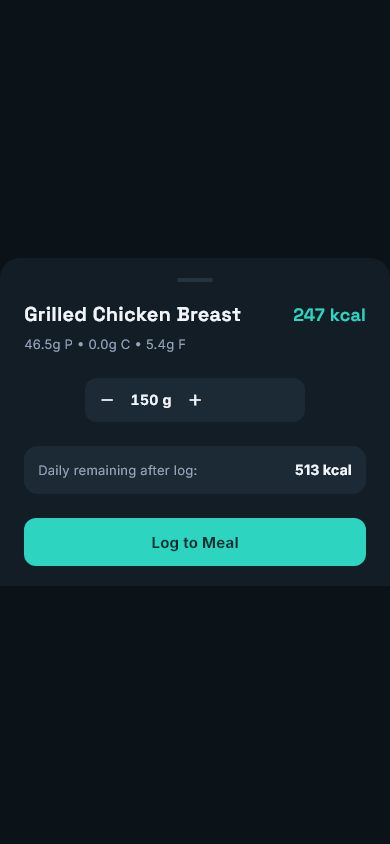 Grilled Chicken Breast 247 kcal
46.5g P • 0.0g C • 5.4g F
− 150 g +
Daily remaining after log: 513 kcal
Log to Meal